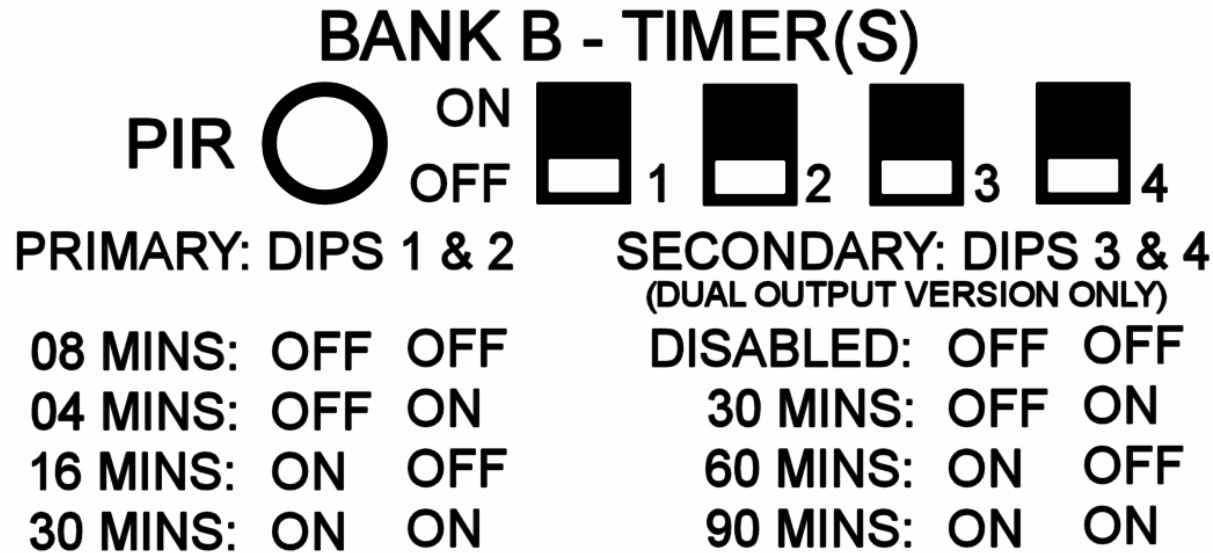 BANK B - TIMER(S)
PIR ON
OFF 1 2 3 4
PRIMARY: DIPS 1 & 2
08 MINS: OFF OFF
04 MINS: OFF ON
16 MINS: ON OFF
30 MINS: ON ON
SECONDARY: DIPS 3 & 4
(DUAL OUTPUT VERSION ONLY)
DISABLED: OFF OFF
30 MINS: OFF ON
60 MINS: ON OFF
90 MINS: ON ON